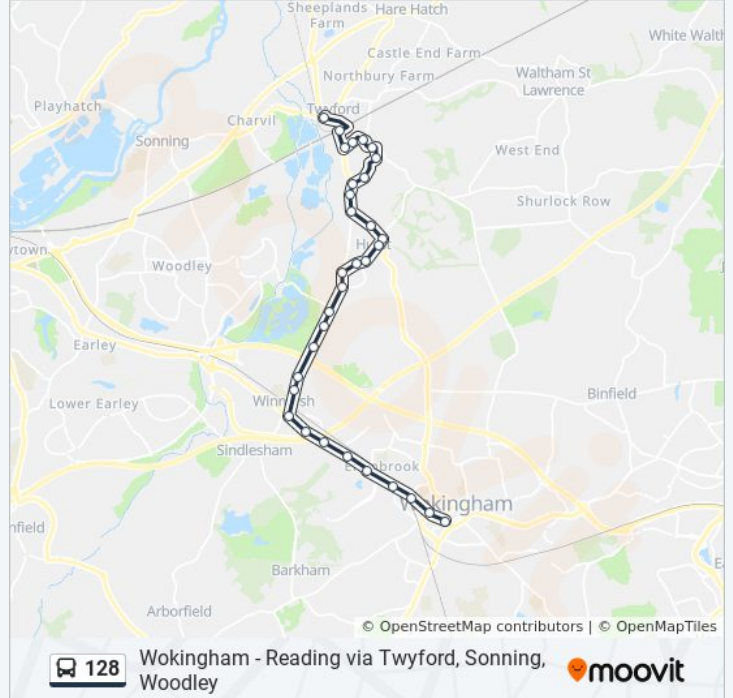 Sheeplands
Farm
Hare Hatch
White Walt
Castle End Farm
Northbury Farm
Waltham St
Lawrence
Playhatch
Twyford
Charvil
Sonning
West End
Shurlock Row
ytown
Woodley
Earley
Lower Earley
Binfield
Sindlesham
Wokingham
nfield
Barkham
Arborfield
© OpenStreetMap contributors | © OpenMapTiles
128
Wokingham - Reading via Twyford, Sonning,
Woodley
moovit